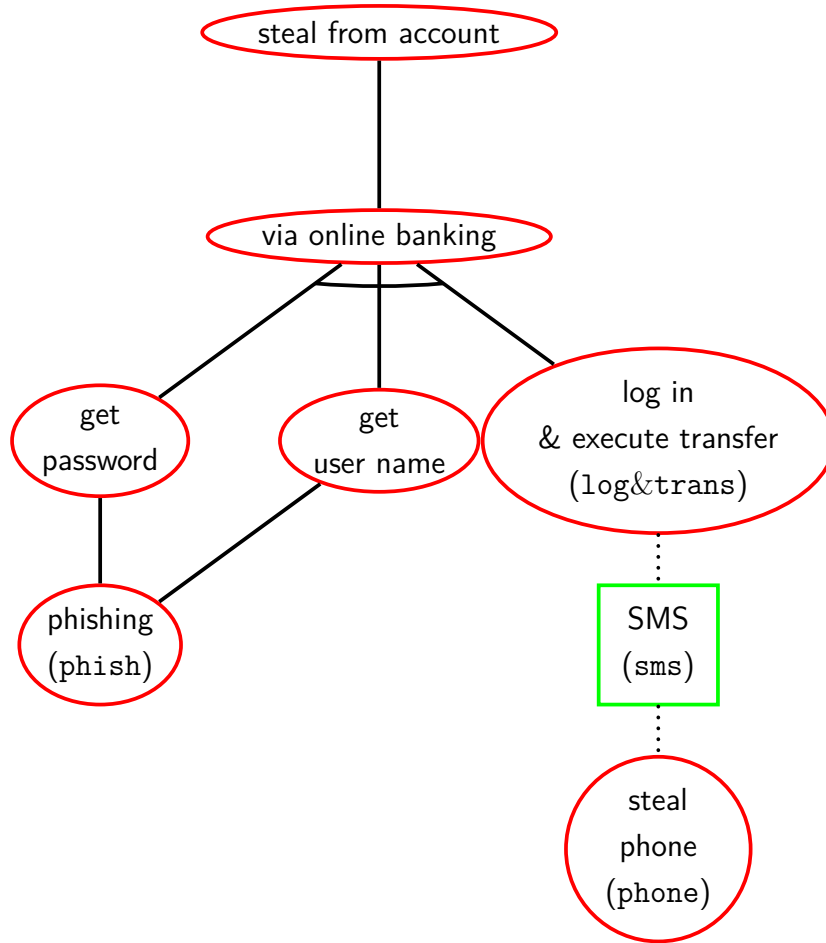 steal from account
via online banking
get
password
get
user name
log in
& execute transfer
(log&trans)
phishing
(phish)
SMS
(sms)
steal
phone
(phone)